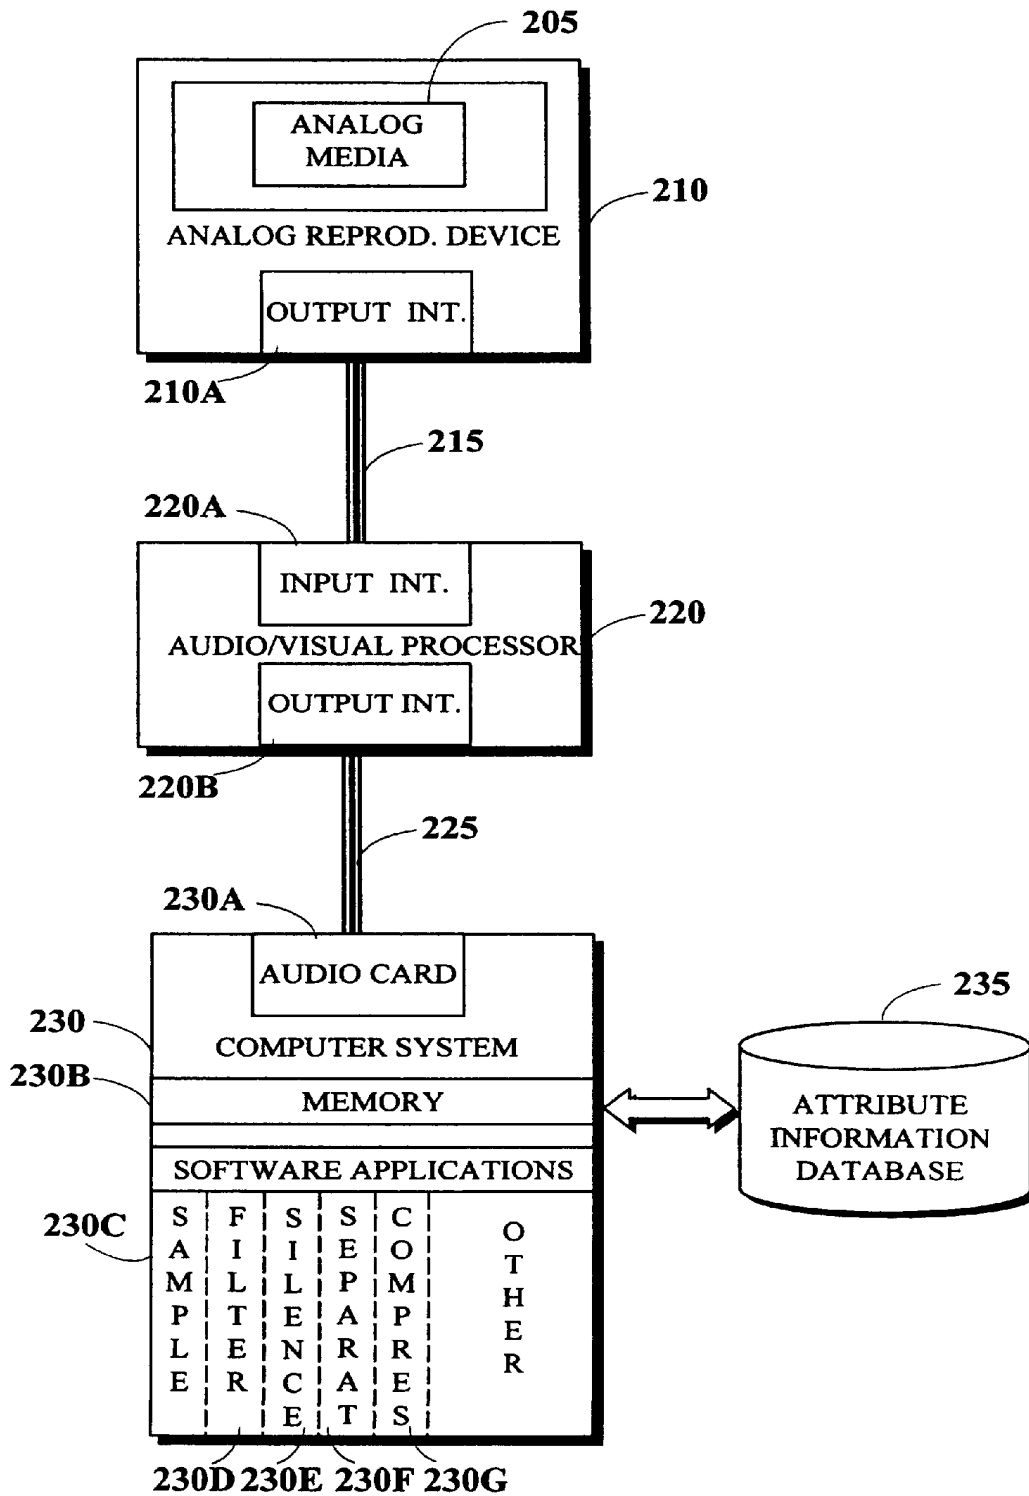 205
ANALOG
MEDIA
210
ANALOG REPROD. DEVICE
OUTPUT INT.
210A
215
220A
INPUT INT.
220
AUDIO/VISUAL PROCESSOR
OUTPUT INT.
220B
225
230A
AUDIO CARD
235
230
COMPUTER SYSTEM
230B
MEMORY
ATTRIBUTE
INFORMATION
DATABASE
SOFTWARE APPLICATIONS
230C
SAMPLE
FILTER
SILENCE
SEPARAT
COMPRES
OTHER
230D
230E
230F
230G